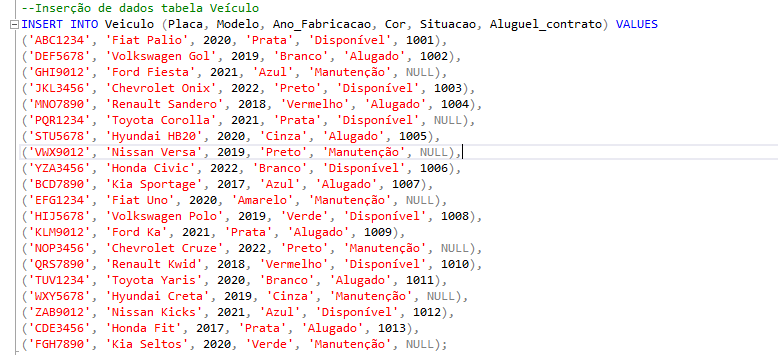 --Inserção de dados tabela Veículo
INSERT INTO Veiculo (Placa, Modelo, Ano_Fabricacao, Cor, Situacao, Aluguel_contrato) VALUES
('ABC1234', 'Fiat Palio', 2020, 'Prata', 'Disponível', 1001),
('DEF5678', 'Volkswagen Gol', 2019, 'Branco', 'Alugado', 1002),
('GHI9012', 'Ford Fiesta', 2021, 'Azul', 'Manutenção', NULL),
('JKL3456', 'Chevrolet Onix', 2022, 'Preto', 'Disponível', 1003),
('MNO7890', 'Renault Sandero', 2018, 'Vermelho', 'Alugado', 1004),
('PQR1234', 'Toyota Corolla', 2021, 'Prata', 'Disponível', NULL),
('STU5678', 'Hyundai HB20', 2020, 'Cinza', 'Alugado', 1005),
('VWX9012', 'Nissan Versa', 2019, 'Preto', 'Manutenção', NULL),
('YZA3456', 'Honda Civic', 2022, 'Branco', 'Disponível', 1006),
('BCD7890', 'Kia Sportage', 2017, 'Azul', 'Alugado', 1007),
('EFG1234', 'Fiat Uno', 2020, 'Amarelo', 'Manutenção', NULL),
('HIJ5678', 'Volkswagen Polo', 2019, 'Verde', 'Disponível', 1008),
('KLM9012', 'Ford Ka', 2021, 'Prata', 'Alugado', 1009),
('NOP3456', 'Chevrolet Cruze', 2022, 'Preto', 'Manutenção', NULL),
('QRS7890', 'Renault Kwid', 2018, 'Vermelho', 'Disponível', 1010),
('TUV1234', 'Toyota Yaris', 2020, 'Branco', 'Alugado', 1011),
('WXY5678', 'Hyundai Creta', 2019, 'Cinza', 'Manutenção', NULL),
('ZAB9012', 'Nissan Kicks', 2021, 'Azul', 'Disponível', 1012),
('CDE3456', 'Honda Fit', 2017, 'Prata', 'Alugado', 1013),
('FGH7890', 'Kia Seltos', 2020, 'Verde', 'Manutenção', NULL);